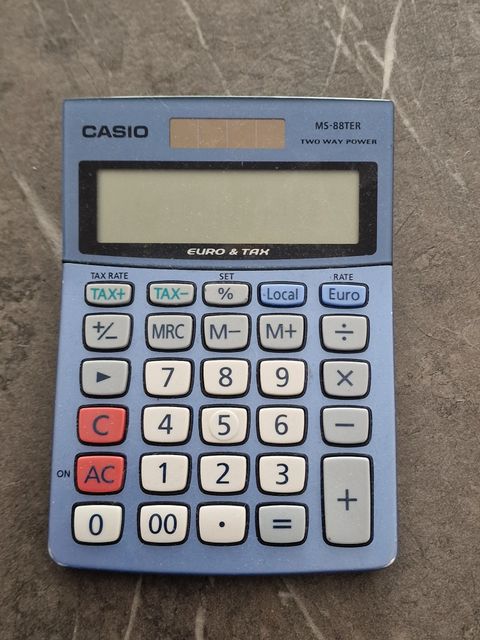 CASIO MS-88TER
TWO WAY POWER
EURO & TAX
TAX RATE SET RATE
TAX+ TAX− % Local Euro
+/− MRC M− M+ ÷
► 7 8 9 ×
C 4 5 6 −
ON AC 1 2 3 +
0 00 · =